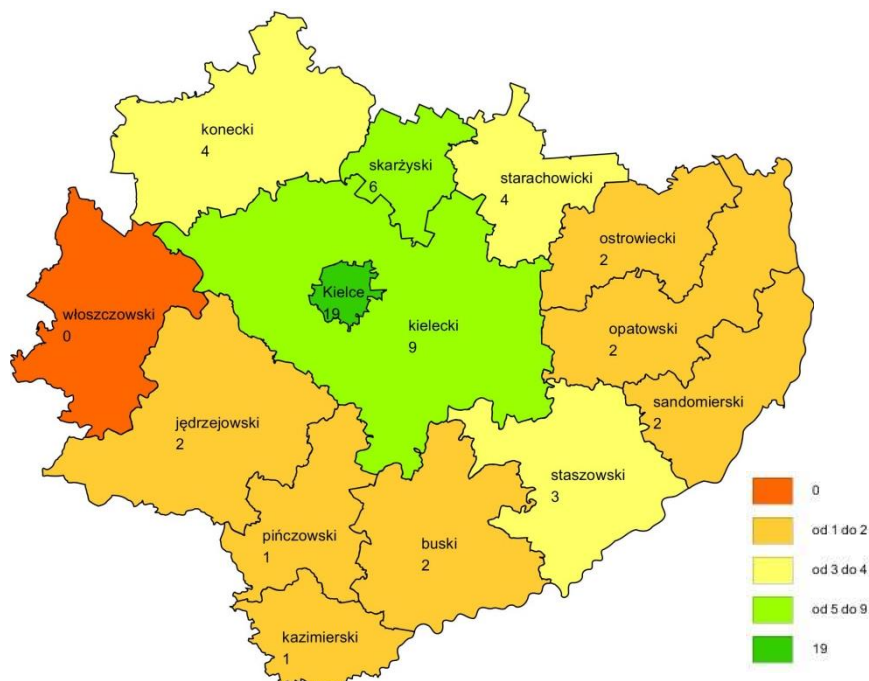 konecki
4
skarżyski
6
starachowicki
4
ostrowiecki
2
Kielce
19
włoszczowski
0
kielecki
9
opatowski
2
sandomierski
2
jędrzejowski
2
staszowski
3
pińczowski
1
buski
2
kazimierski
1
0
od 1 do 2
od 3 do 4
od 5 do 9
19